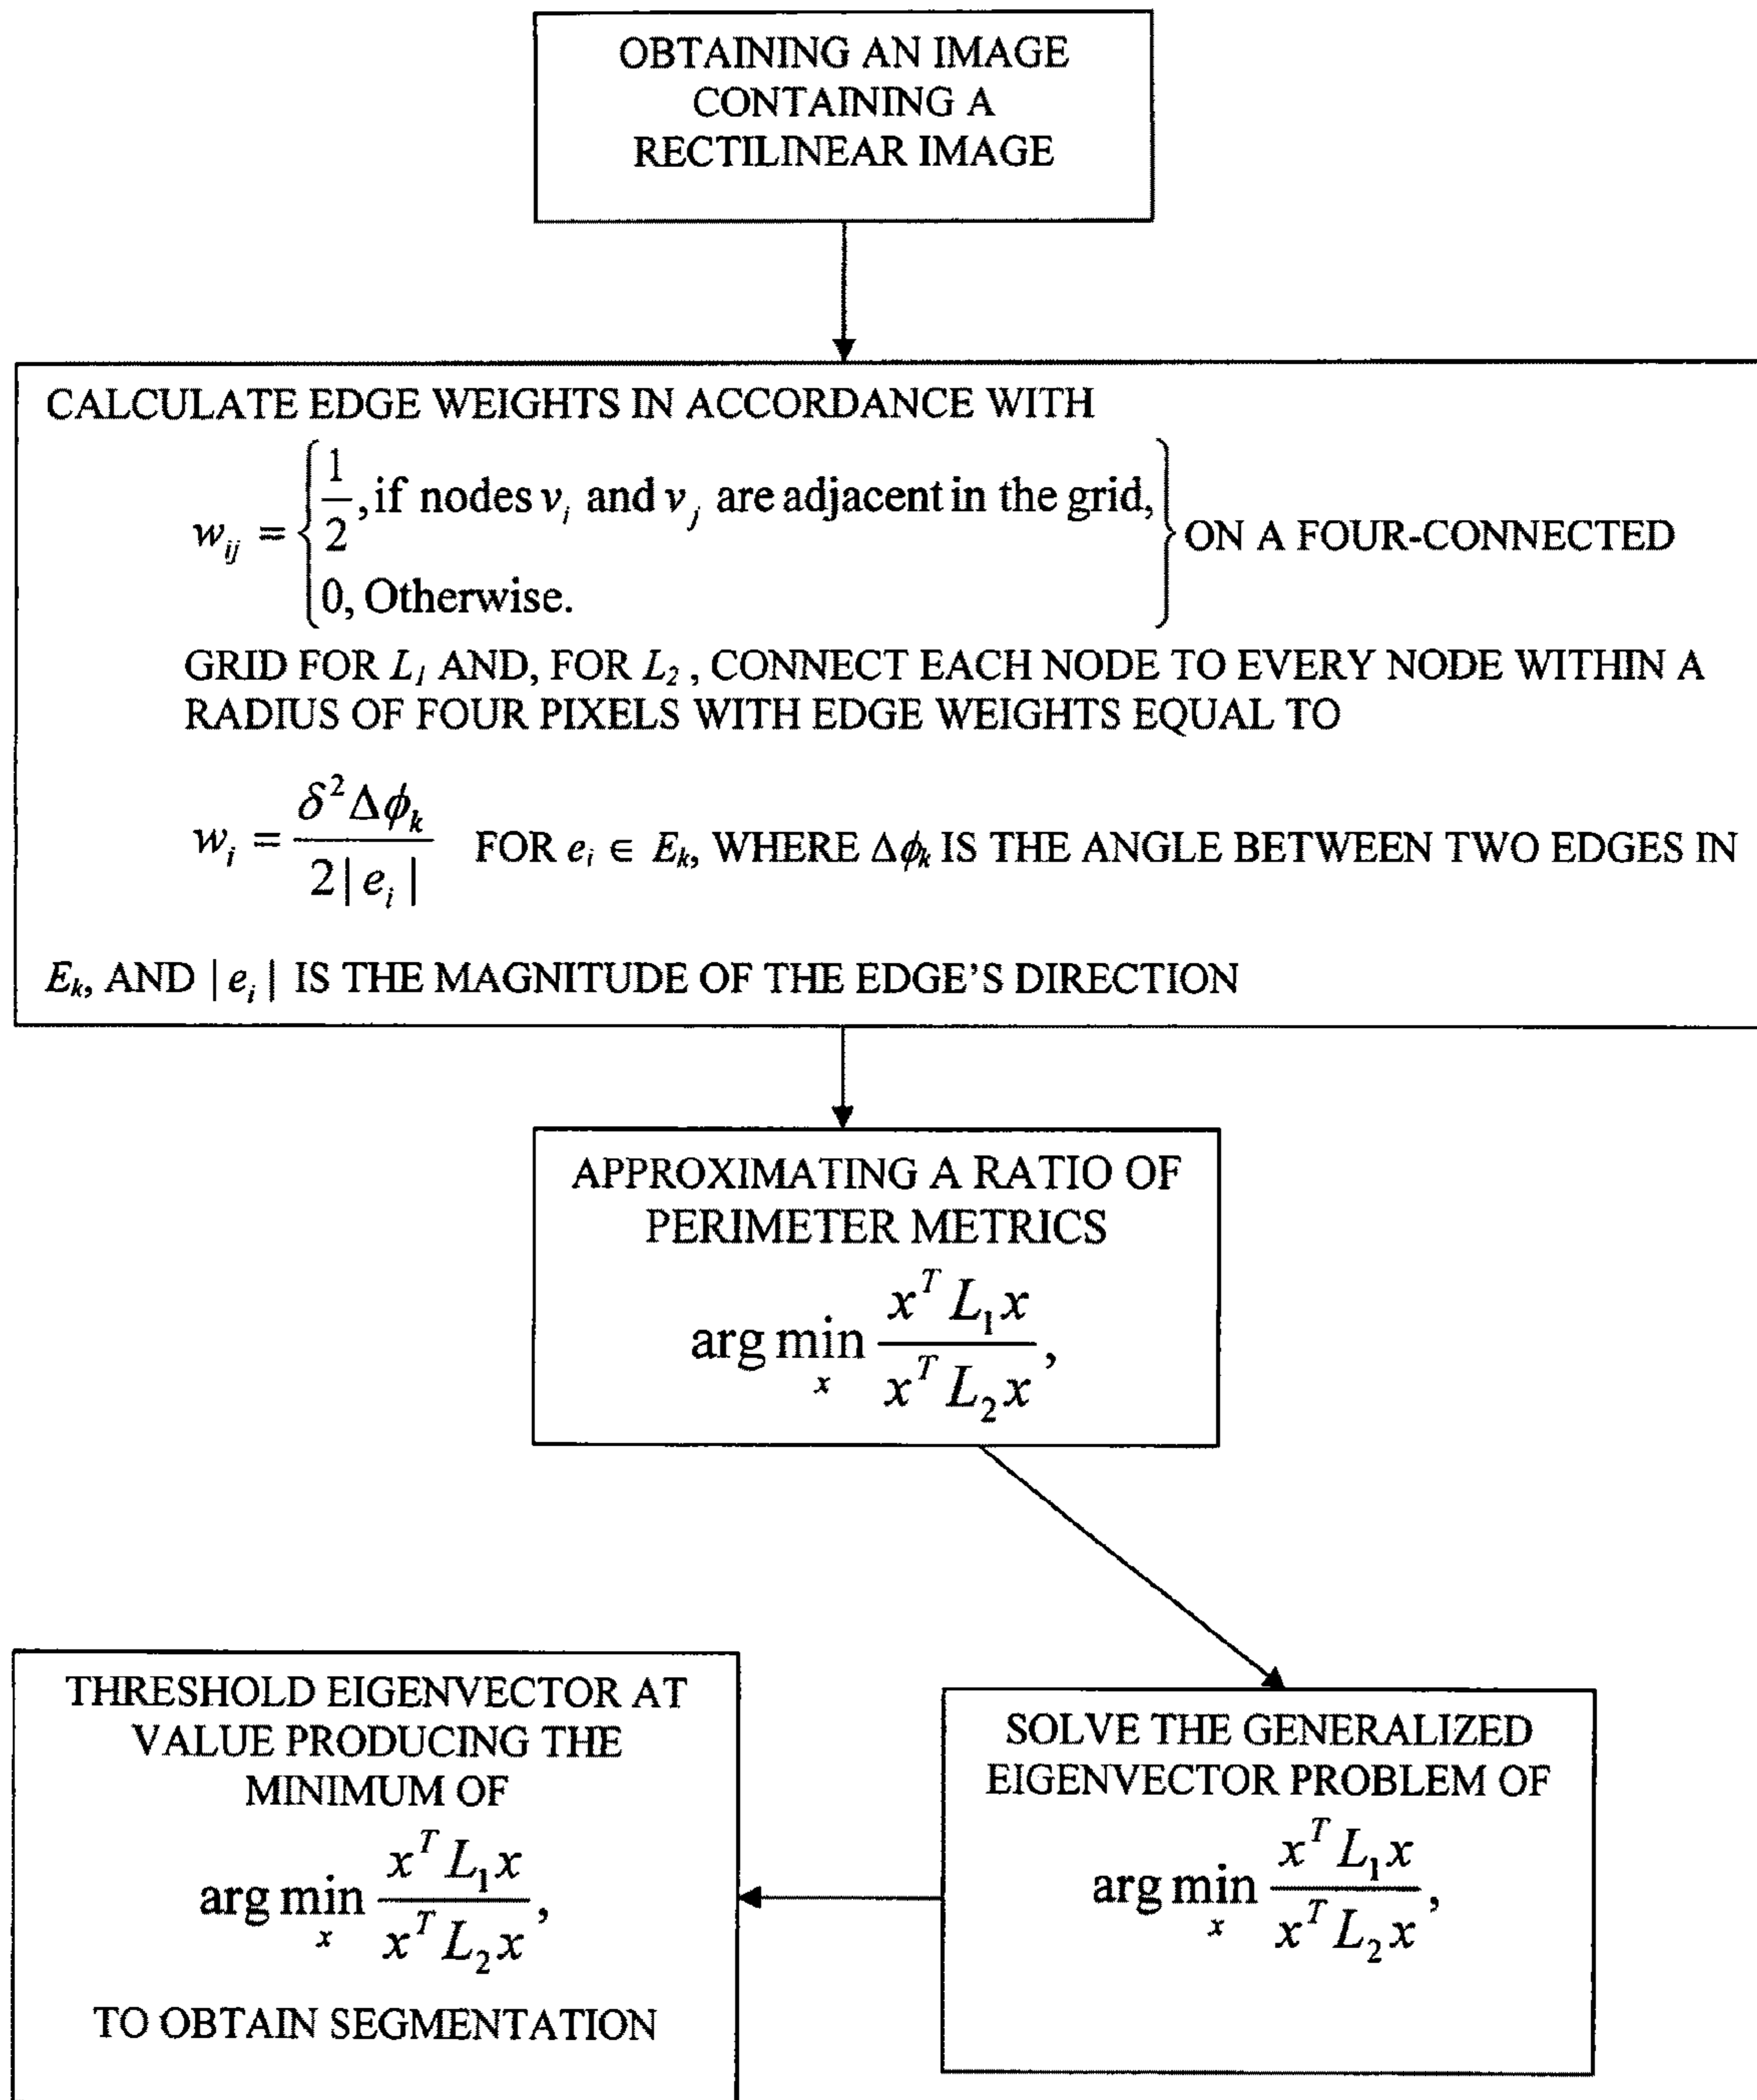 OBTAINING AN IMAGE
CONTAINING A
RECTILINEAR IMAGE
CALCULATE EDGE WEIGHTS IN ACCORDANCE WITH
w_{ij} = { 1/2, if nodes v_i and v_j are adjacent in the grid,
0, Otherwise. } ON A FOUR-CONNECTED
GRID FOR L_1 AND, FOR L_2 , CONNECT EACH NODE TO EVERY NODE WITHIN A
RADIUS OF FOUR PIXELS WITH EDGE WEIGHTS EQUAL TO
w_i = δ^2 Δϕ_k / 2|e_i| FOR e_i ∈ E_k, WHERE Δϕ_k IS THE ANGLE BETWEEN TWO EDGES IN
E_k, AND |e_i| IS THE MAGNITUDE OF THE EDGE'S DIRECTION
APPROXIMATING A RATIO OF
PERIMETER METRICS
arg min_x x^T L_1 x / x^T L_2 x,
SOLVE THE GENERALIZED
EIGENVECTOR PROBLEM OF
arg min_x x^T L_1 x / x^T L_2 x,
THRESHOLD EIGENVECTOR AT
VALUE PRODUCING THE
MINIMUM OF
arg min_x x^T L_1 x / x^T L_2 x,
TO OBTAIN SEGMENTATION